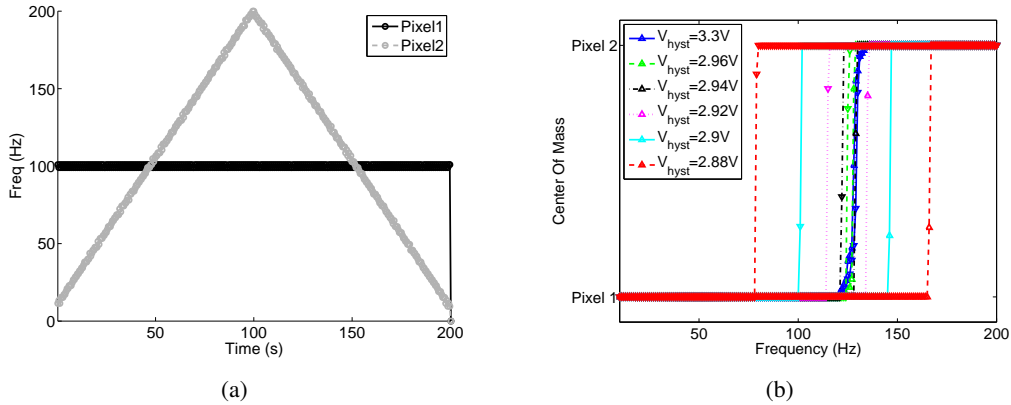 200
150
100
50
0
Freq (Hz)
50
100
150
200
Time (s)
Pixel1
Pixel2
(a)
Pixel 2
Pixel 1
Center Of Mass
50
100
150
200
Frequency (Hz)
V_hyst=3.3V
V_hyst=2.96V
V_hyst=2.94V
V_hyst=2.92V
V_hyst=2.9V
V_hyst=2.88V
(b)